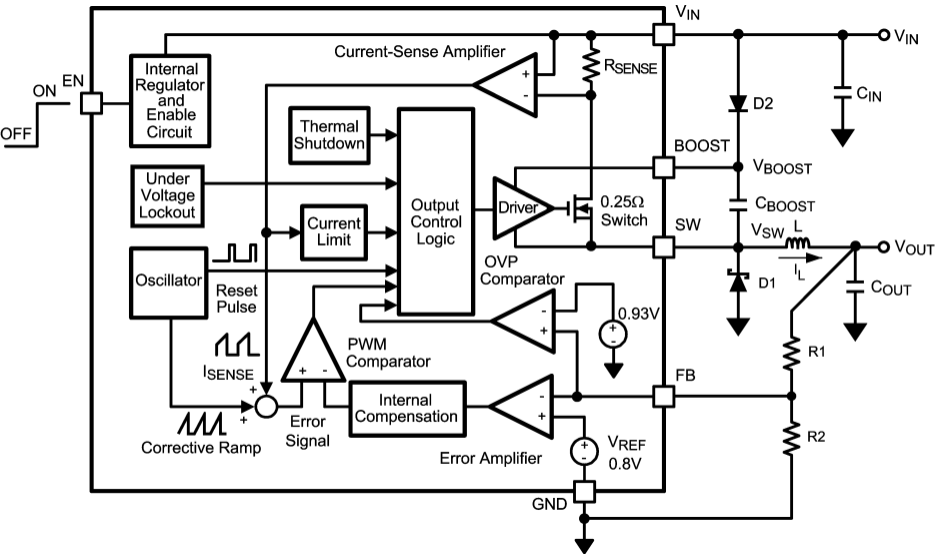 VIN
VIN
Current-Sense Amplifier
RSENSE
+
-
EN
ON
OFF
Internal
Regulator
and
Enable
Circuit
CIN
D2
Thermal
Shutdown
BOOST
VBOOST
Under
Voltage
Lockout
Output
Control
Logic
Driver
0.25Ω
Switch
CBOOST
Current
Limit
SW
VSW
L
VOUT
IL
Oscillator
Reset
Pulse
OVP
Comparator
D1
COUT
-
+
0.93V
+
-
ISENSE
PWM
Comparator
R1
+
-
FB
+
+
Error
Signal
Internal
Compensation
-
+
Corrective Ramp
Error Amplifier
+
-
VREF
0.8V
R2
GND